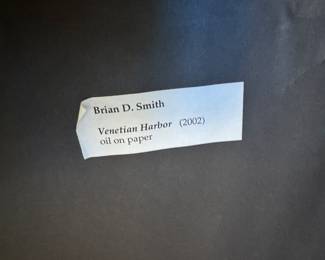 Brian D. Smith
Venetian Harbor (2002)
oil on paper